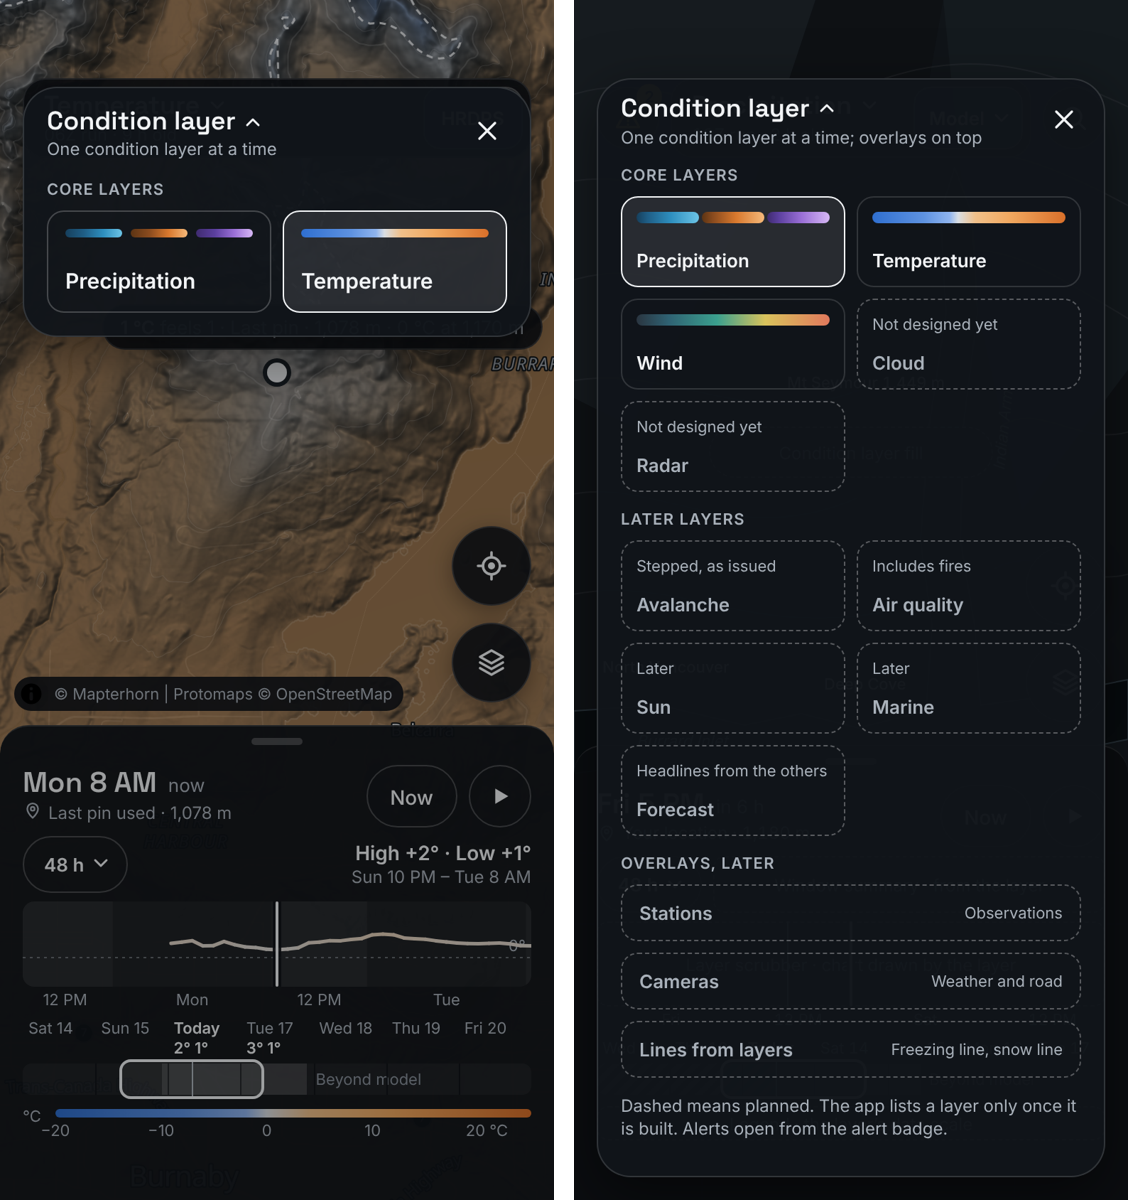 Condition layer
One condition layer at a time
CORE LAYERS
Precipitation
Temperature
BURRAR
© Mapterhorn | Protomaps © OpenStreetMap
Mon 8 AM now
Last pin used · 1,078 m
Now
48 h
High +2° · Low +1°
Sun 10 PM – Tue 8 AM
0°
12 PM Mon 12 PM Tue
Sat 14 Sun 15 Today Tue 17 Wed 18 Thu 19 Fri 20
2° 1° 3° 1°
Beyond model
°C
−20 −10 0 10 20 °C
Burnaby
Condition layer
One condition layer at a time; overlays on top
CORE LAYERS
Precipitation
Temperature
Wind
Not designed yet
Cloud
Not designed yet
Radar
LATER LAYERS
Stepped, as issued
Avalanche
Includes fires
Air quality
Later
Sun
Later
Marine
Headlines from the others
Forecast
OVERLAYS, LATER
Stations Observations
Cameras Weather and road
Lines from layers Freezing line, snow line
Dashed means planned. The app lists a layer only once it
is built. Alerts open from the alert badge.